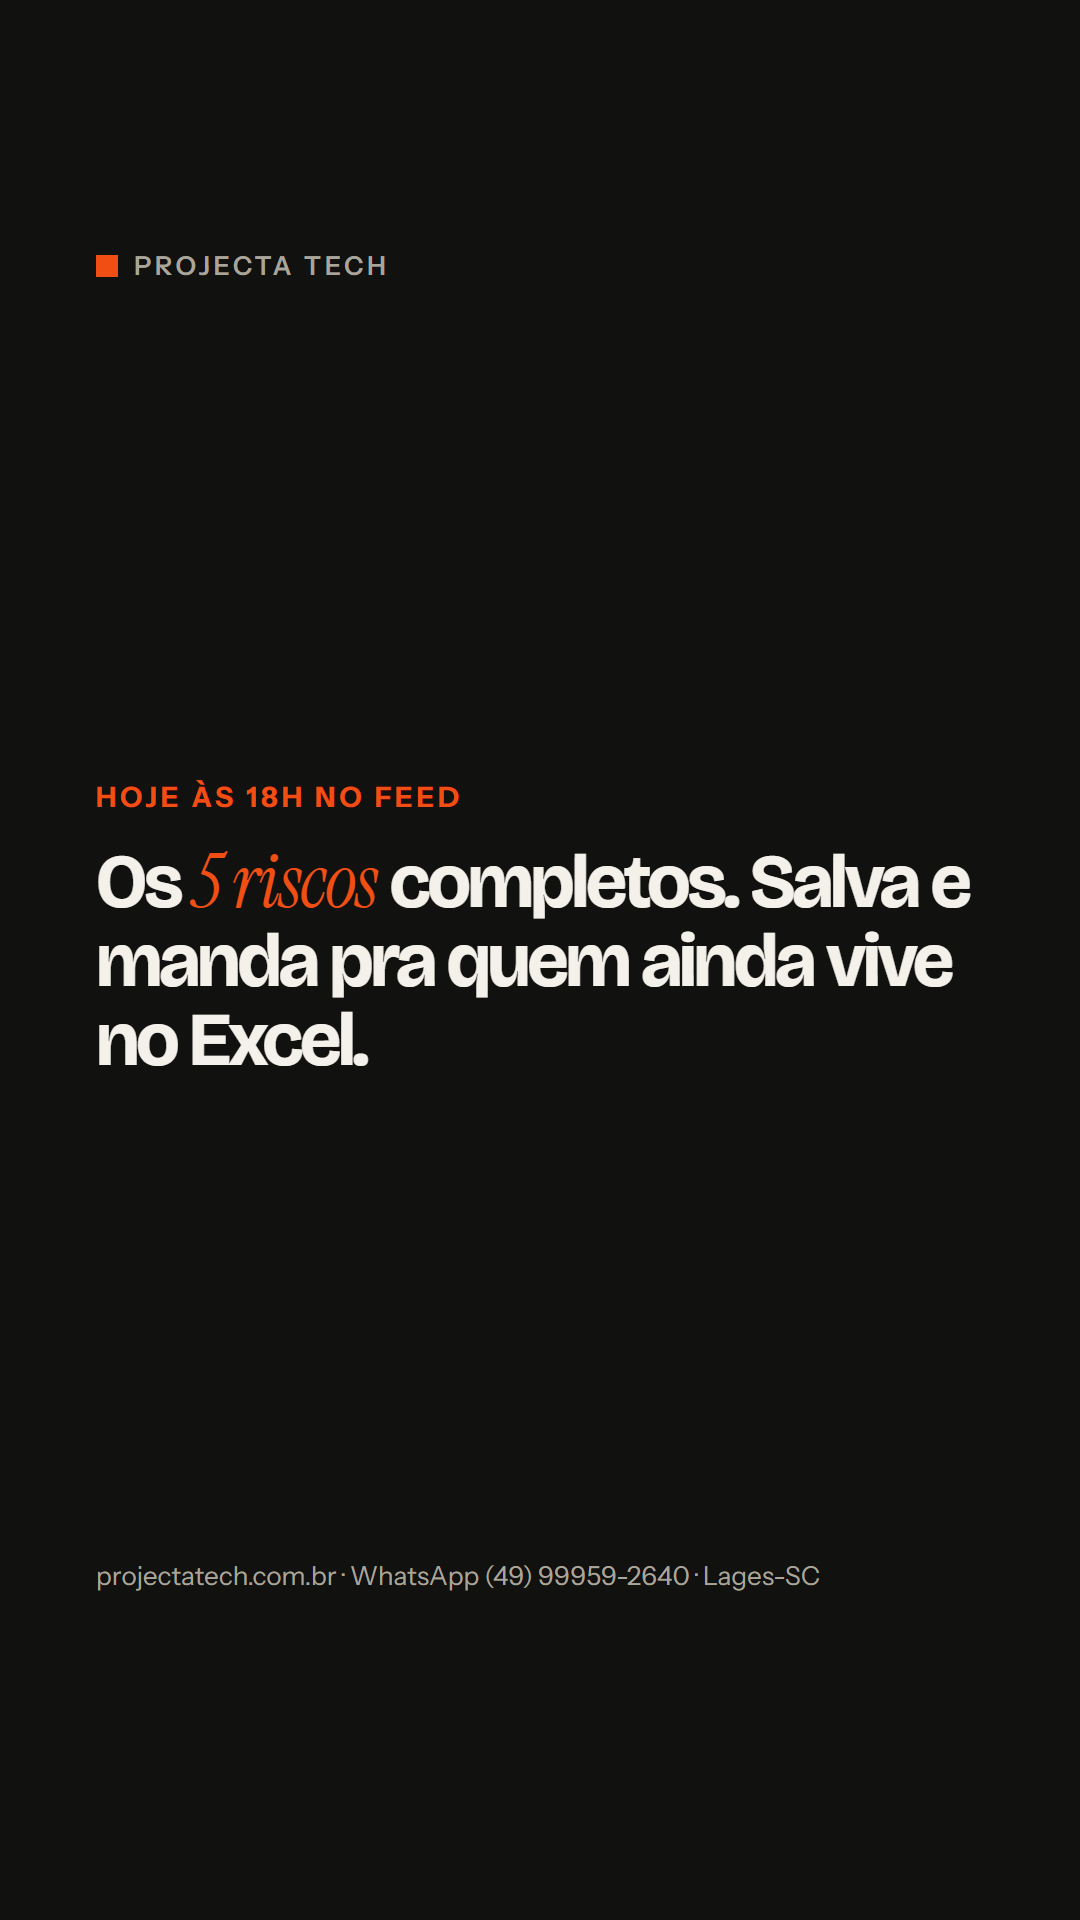 PROJECTA TECH
HOJE ÀS 18H NO FEED
Os 5 riscos completos. Salva e
manda pra quem ainda vive
no Excel.
projectatech.com.br · WhatsApp (49) 99959-2640 · Lages-SC